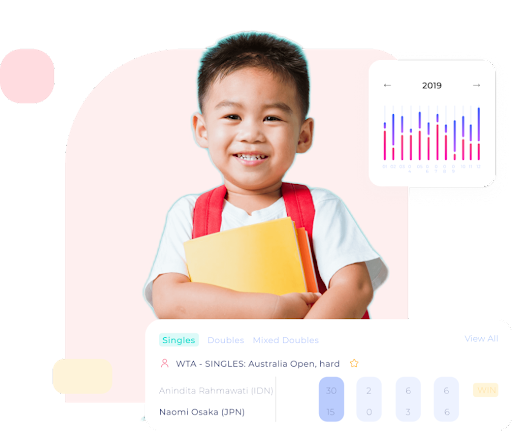 ← 2019 →
Singles Doubles - Mixed Doubles View All
WTA - SINGLES: Australia Open, hard
Anindita Rahmawati (IDN) 30 2 6 6
Naomi Osaka (JPN) 15 0 3 6